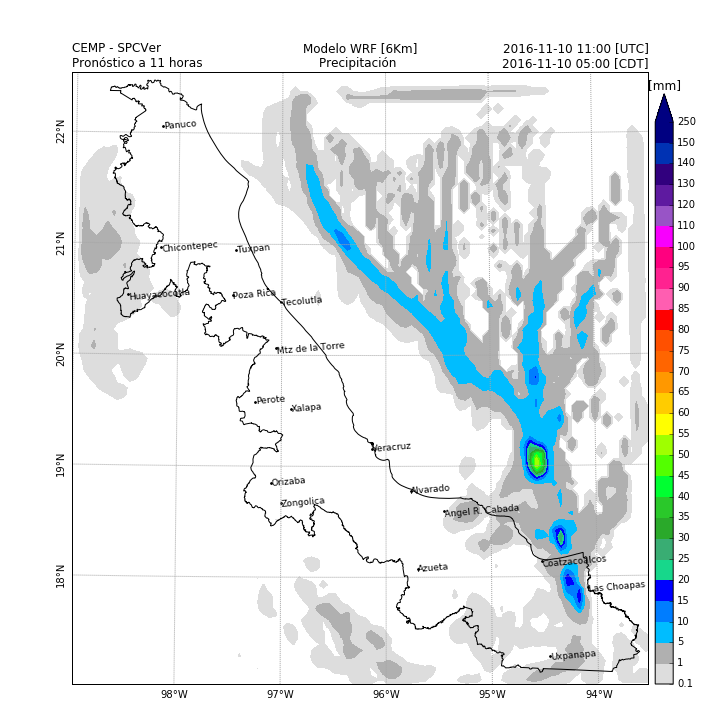 CEMP - SPCVer
Modelo WRF [6Km]
2016-11-10 11:00 [UTC]
Pronóstico a 11 horas
Precipitación
2016-11-10 05:00 [CDT]
[mm]
250
150
140
130
120
110
100
95
90
85
80
75
70
65
60
55
50
45
40
35
30
25
20
15
10
5
1
0.1
22°N
21°N
20°N
19°N
18°N
Panuco
Chicontepec
Tuxpan
Huayacocotla
Poza Rica
Tecolutla
Mtz de la Torre
Perote
Xalapa
Veracruz
Orizaba
Alvarado
Zongolica
Angel R. Cabada
Azueta
Coatzacoalcos
Las Choapas
Uxpanapa
98°W
97°W
96°W
95°W
94°W